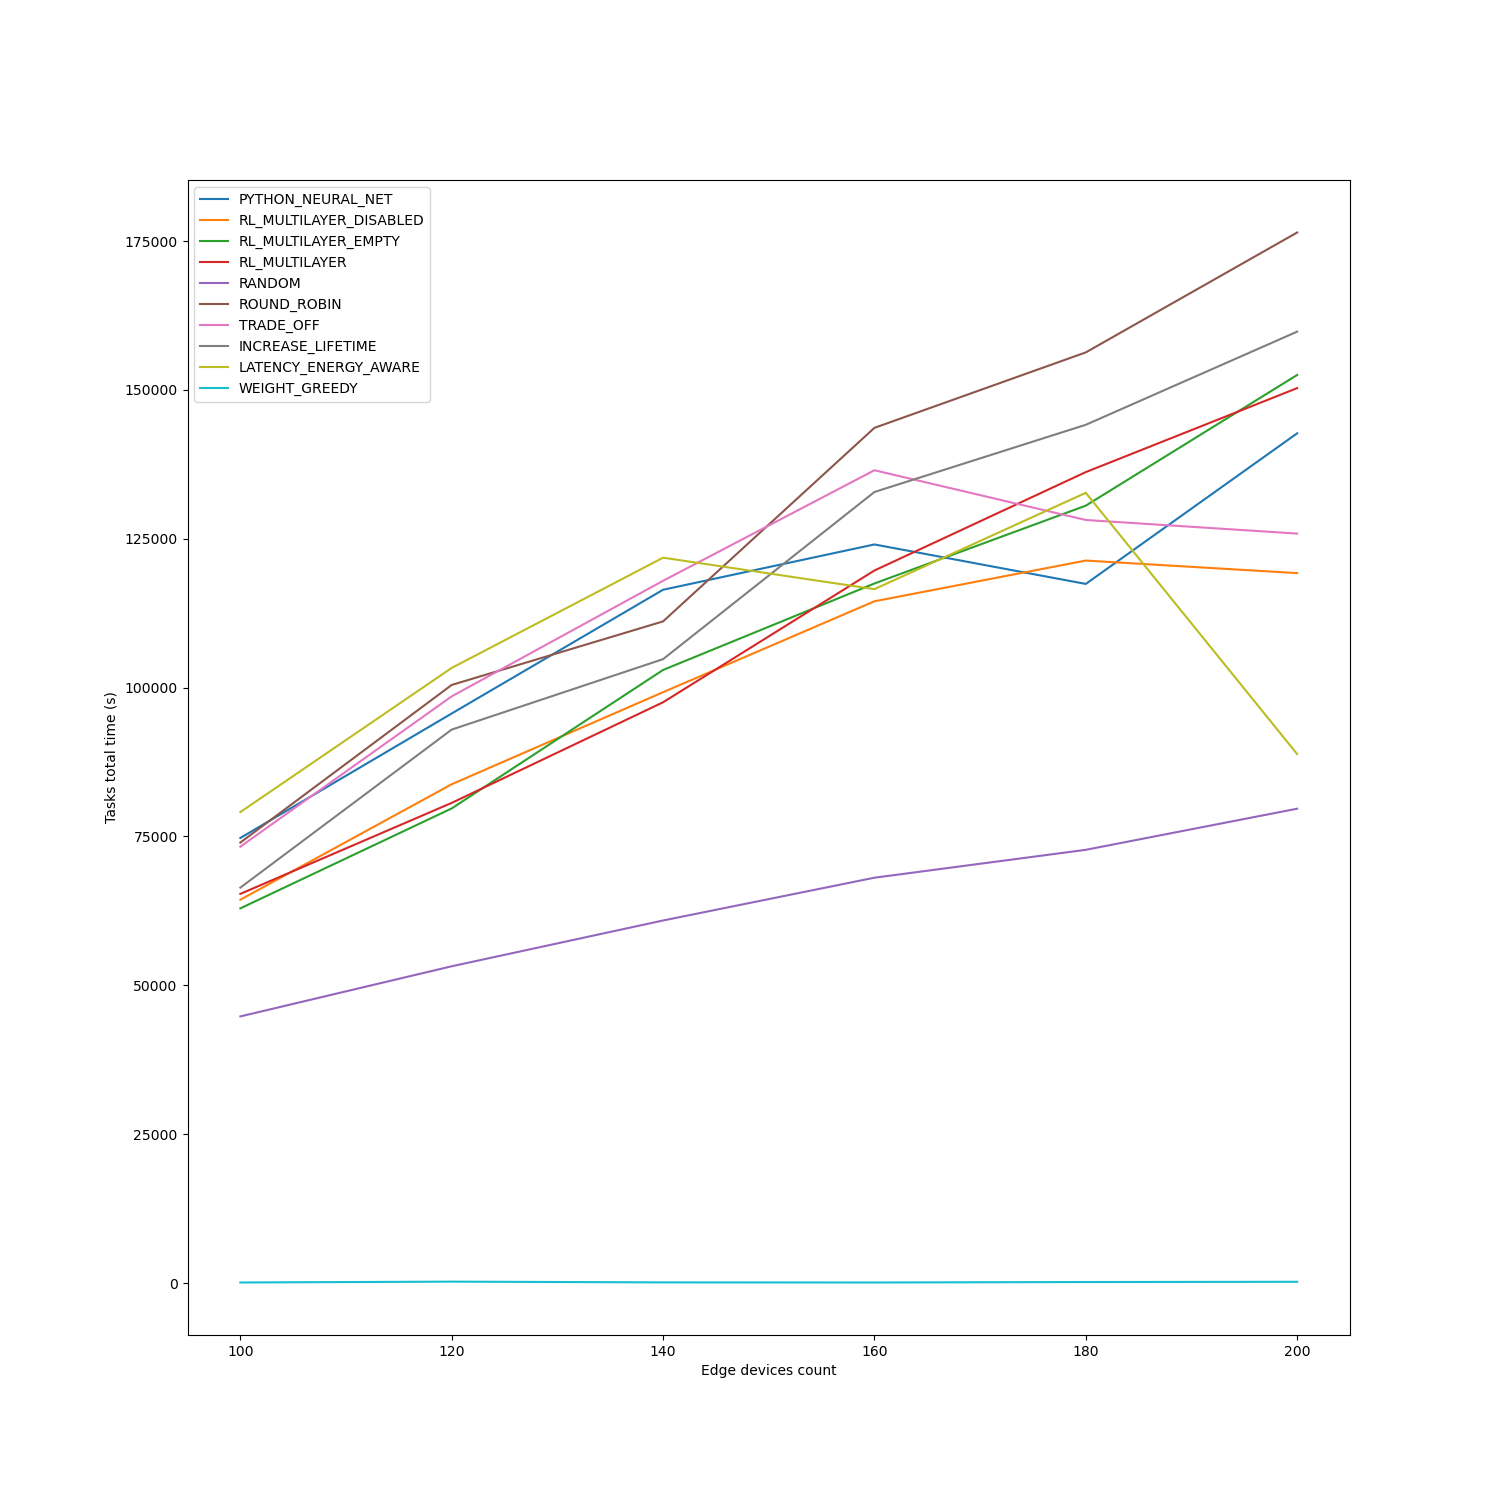 PYTHON_NEURAL_NET
RL_MULTILAYER_DISABLED
RL_MULTILAYER_EMPTY
RL_MULTILAYER
RANDOM
ROUND_ROBIN
TRADE_OFF
INCREASE_LIFETIME
LATENCY_ENERGY_AWARE
WEIGHT_GREEDY
175000
150000
125000
100000
75000
50000
25000
0
Tasks total time (s)
100 120 140 160 180 200
Edge devices count